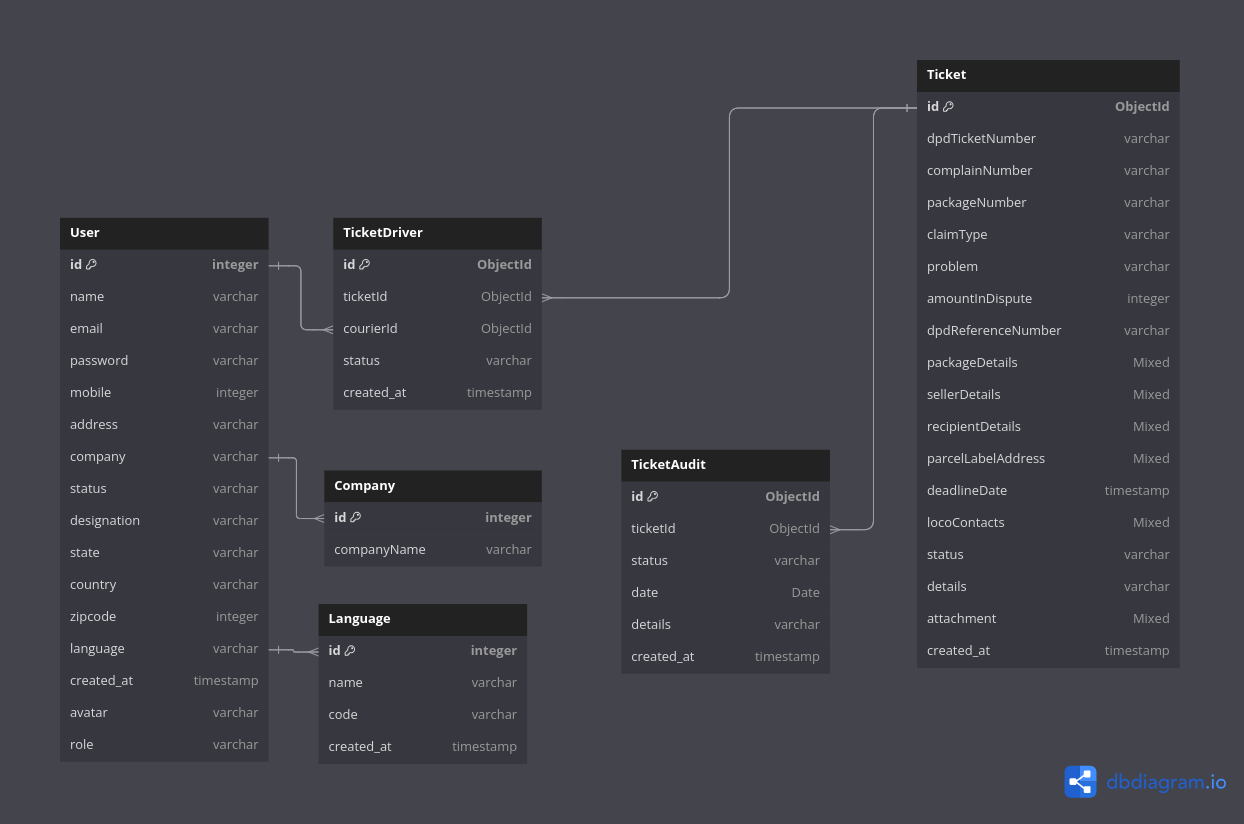 Ticket
id ObjectId
dpdTicketNumber varchar
complainNumber varchar
packageNumber varchar
claimType varchar
problem varchar
amountInDispute integer
dpdReferenceNumber varchar
packageDetails Mixed
sellerDetails Mixed
recipientDetails Mixed
parcelLabelAddress Mixed
deadlineDate timestamp
locoContacts Mixed
status varchar
details varchar
attachment Mixed
created_at timestamp
User
id integer
name varchar
email varchar
password varchar
mobile integer
address varchar
company varchar
status varchar
designation varchar
state varchar
country varchar
zipcode integer
language varchar
created_at timestamp
avatar varchar
role varchar
TicketDriver
id ObjectId
ticketId ObjectId
courierId ObjectId
status varchar
created_at timestamp
Company
id integer
companyName varchar
Language
id integer
name varchar
code varchar
created_at timestamp
TicketAudit
id ObjectId
ticketId ObjectId
status varchar
date Date
details varchar
created_at timestamp
dbdiagram.io